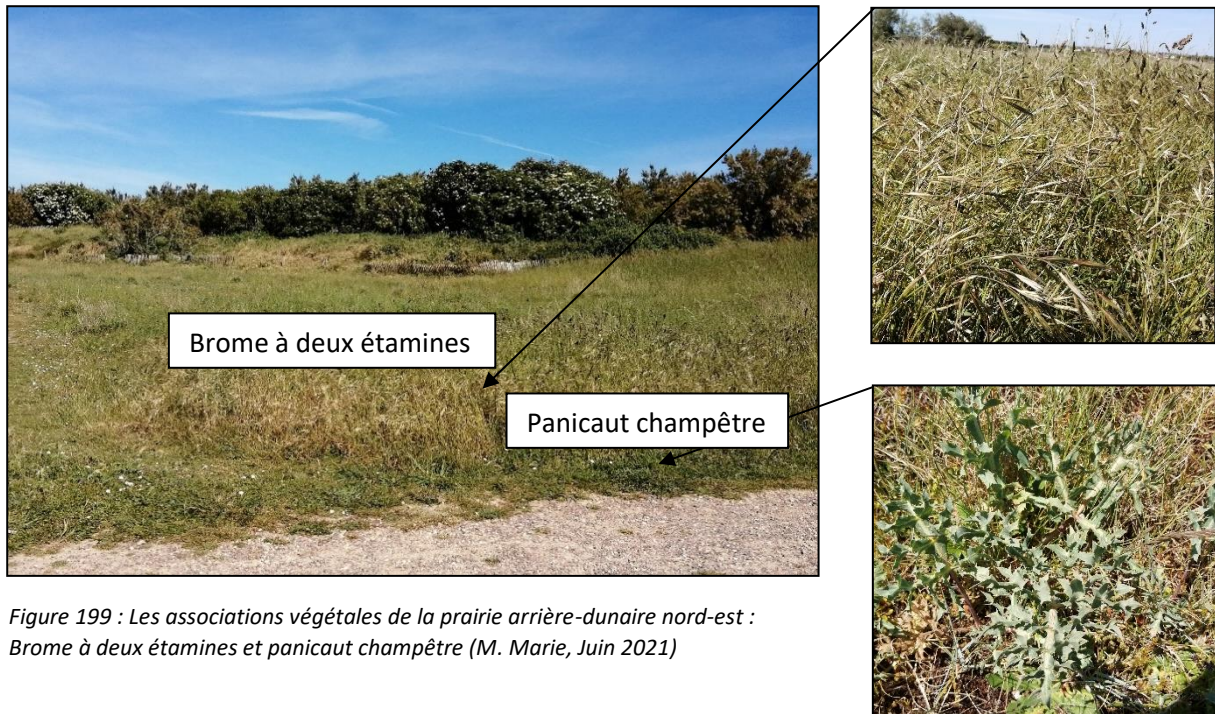 Brome à deux étamines
Panicaut champêtre
Figure 199 : Les associations végétales de la prairie arrière-dunaire nord-est :
Brome à deux étamines et panicaut champêtre (M. Marie, Juin 2021)